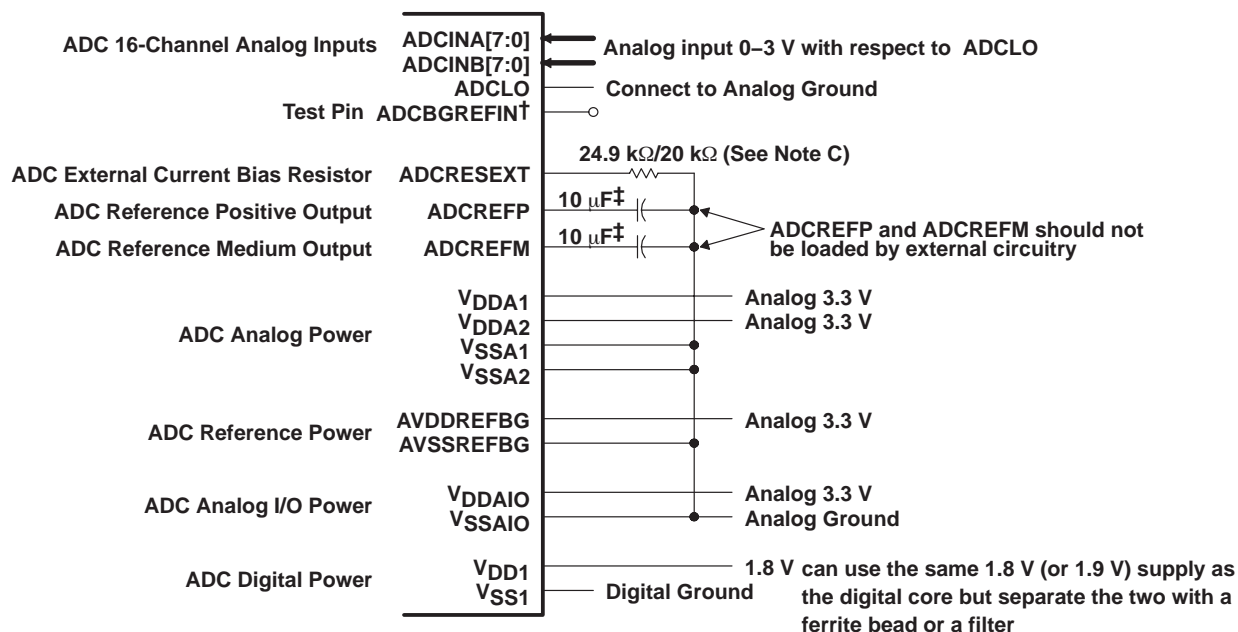 ADC 16-Channel Analog Inputs ADCINA[7:0] Analog input 0–3 V with respect to ADCLO
ADCINB[7:0]
ADCLO Connect to Analog Ground
Test Pin ADCBGREFIN†
24.9 kΩ/20 kΩ (See Note C)
ADC External Current Bias Resistor ADCRESEXT
ADC Reference Positive Output ADCREFP 10 μF‡
ADC Reference Medium Output ADCREFM 10 μF‡
ADCREFP and ADCREFM should not
be loaded by external circuitry
VDDA1 Analog 3.3 V
VDDA2 Analog 3.3 V
ADC Analog Power
VSSA1
VSSA2
ADC Reference Power AVDDREFBG Analog 3.3 V
AVSSREFBG
ADC Analog I/O Power VDDAIO Analog 3.3 V
VSSAIO Analog Ground
ADC Digital Power VDD1 1.8 V can use the same 1.8 V (or 1.9 V) supply as
VSS1 Digital Ground the digital core but separate the two with a
ferrite bead or a filter